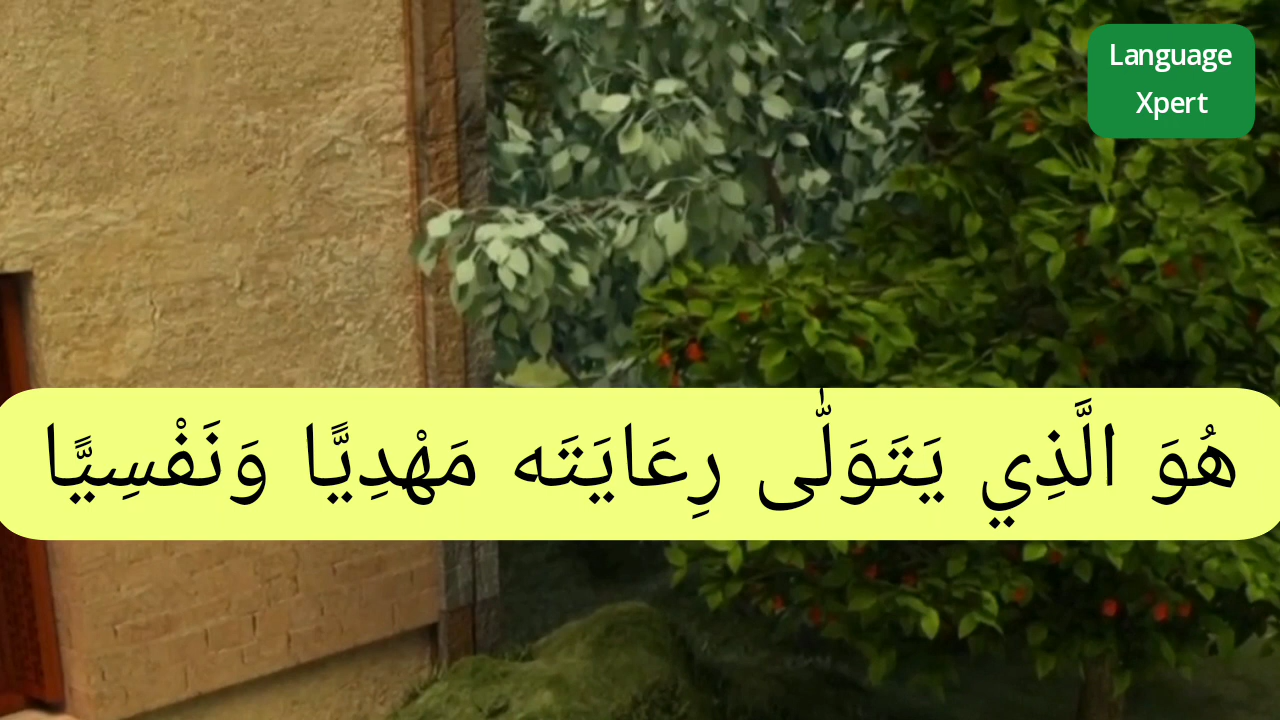 Language
Xpert
هُوَ الَّذِي يَتَوَلّٰى رِعَايَتَه مَهْدِيًّا وَنَفْسِيًّا